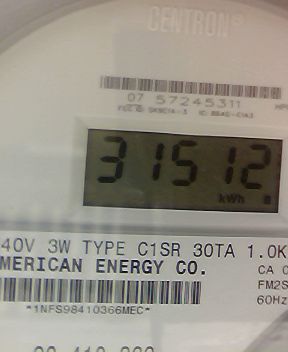 CENTRON®
07 57245311
31512
kWh
40V 3W TYPE C1SR 30TA 1.0K
MERICAN ENERGY CO.
CA 0
FM2S
60Hz
*1NFS98410366MEC*